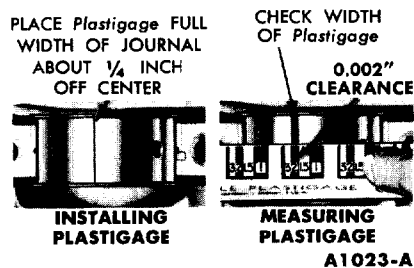 PLACE Plastigage FULL
WIDTH OF JOURNAL
ABOUT 1/4 INCH
OFF CENTER
CHECK WIDTH
OF Plastigage
0.002"
CLEARANCE
INSTALLING
PLASTIGAGE
MEASURING
PLASTIGAGE
A1023-A